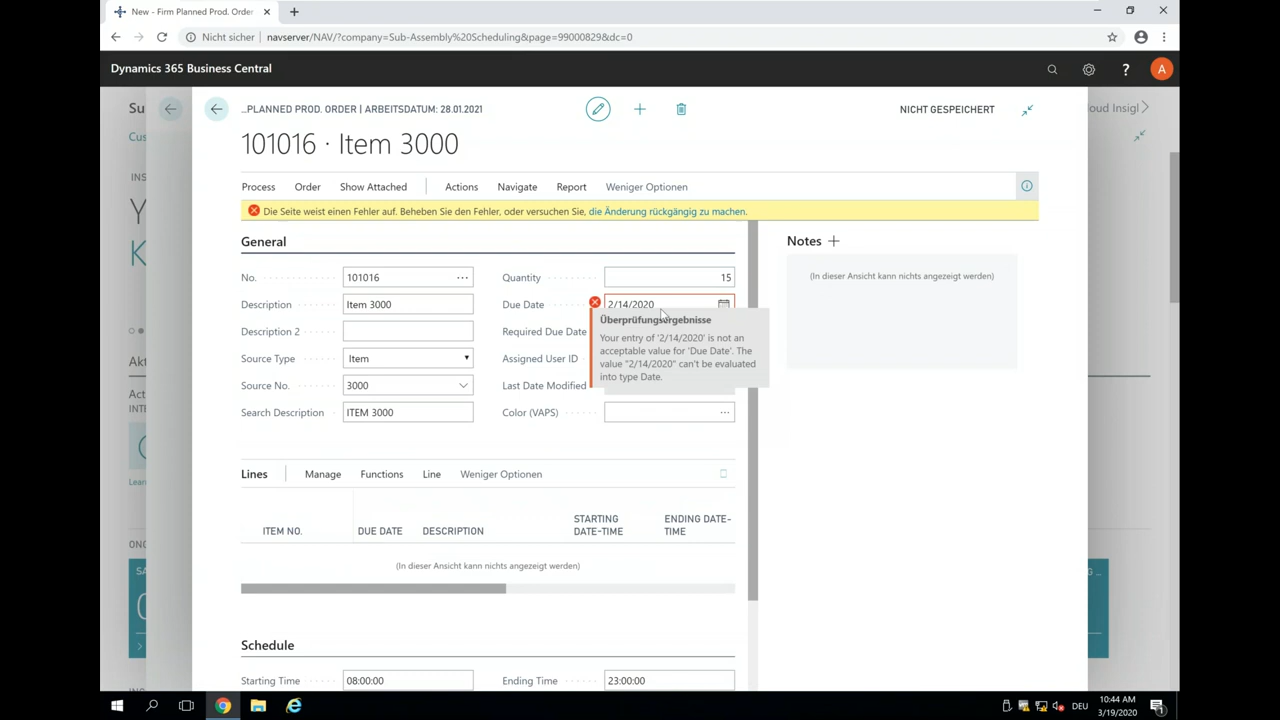 New - Firm Planned Prod. Order
Nicht sicher
navserver/NAV/?company=Sub-Assembly%20Scheduling&page=99000829&dc=0
Dynamics 365 Business Central
?
A
Su
...PLANNED PROD. ORDER | ARBEITSDATUM: 28.01.2021
NICHT GESPEICHERT
Cus
101016 · Item 3000
INS
Process
Order
Show Attached
Actions
Navigate
Report
Weniger Optionen
Die Seite weist einen Fehler auf. Beheben Sie den Fehler, oder versuchen Sie, die Änderung rückgängig zu machen.
General
Notes +
No.
101016
Quantity
15
(In dieser Ansicht kann nichts angezeigt werden)
Description
Item 3000
Due Date
2/14/2020
Überprüfungsergebnisse
Your entry of '2/14/2020' is not an
acceptable value for 'Due Date'. The
value "2/14/2020" can't be evaluated
into type Date.
Description 2
Required Due Date
Source Type
Item
Assigned User ID
Source No.
3000
Last Date Modified
Search Description
ITEM 3000
Color (VAPS)
Akt
Act
INTE
Lear
Lines
Manage
Functions
Line
Weniger Optionen
ITEM NO.
DUE DATE
DESCRIPTION
STARTING
DATE-TIME
ENDING DATE-
TIME
ONG
(In dieser Ansicht kann nichts angezeigt werden)
SA
Schedule
Starting Time
08:00:00
Ending Time
23:00:00
DEU
10:44 AM
3/19/2020